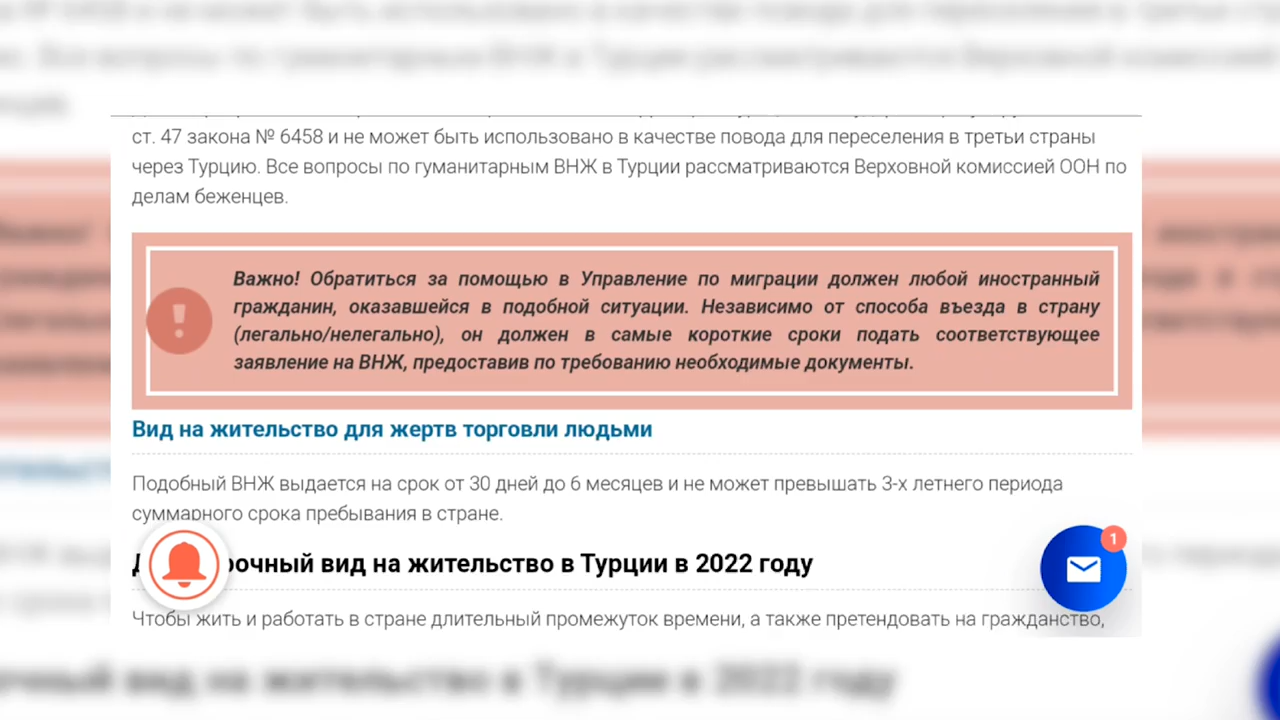 ст. 47 закона № 6458 и не может быть использовано в качестве повода для переселения в третьи страны
через Турцию. Все вопросы по гуманитарным ВНЖ в Турции рассматриваются Верховной комиссией ООН по
делам беженцев.
Важно! Обратиться за помощью в Управление по миграции должен любой иностранный
гражданин, оказавшейся в подобной ситуации. Независимо от способа въезда в страну
(легально/нелегально), он должен в самые короткие сроки подать соответствующее
заявление на ВНЖ, предоставив по требованию необходимые документы.
Вид на жительство для жертв торговли людьми
Подобный ВНЖ выдается на срок от 30 дней до 6 месяцев и не может превышать 3-х летнего периода
суммарного срока пребывания в стране.
вид на жительство в Турции в 2022 году
1
Чтобы жить и работать в стране длительный промежуток времени, а также претендовать на гражданство,